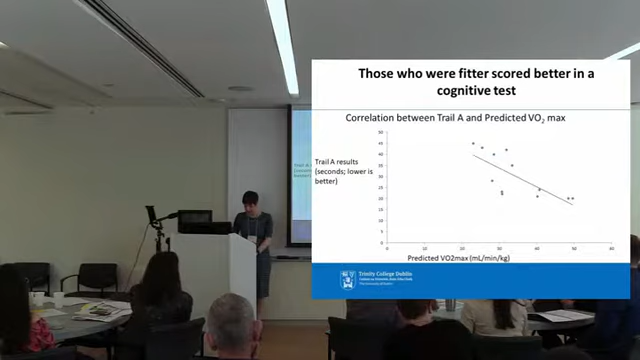 Those who were fitter scored better in a
cognitive test
Correlation between Trail A and Predicted VO2 max
Trail A results
(seconds; lower is
better)
50
45
40
35
30
25
20
15
10
5
0
10
20
30
40
50
60
Predicted VO2max (mL/min/kg)
Trinity College Dublin